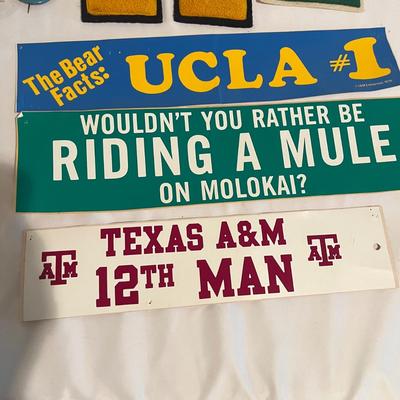 The Bear
Facts:
UCLA #1
WOULDN'T YOU RATHER BE
RIDING A MULE
ON MOLOKAI?
TEXAS A&M
12TH MAN
ATM
ATM